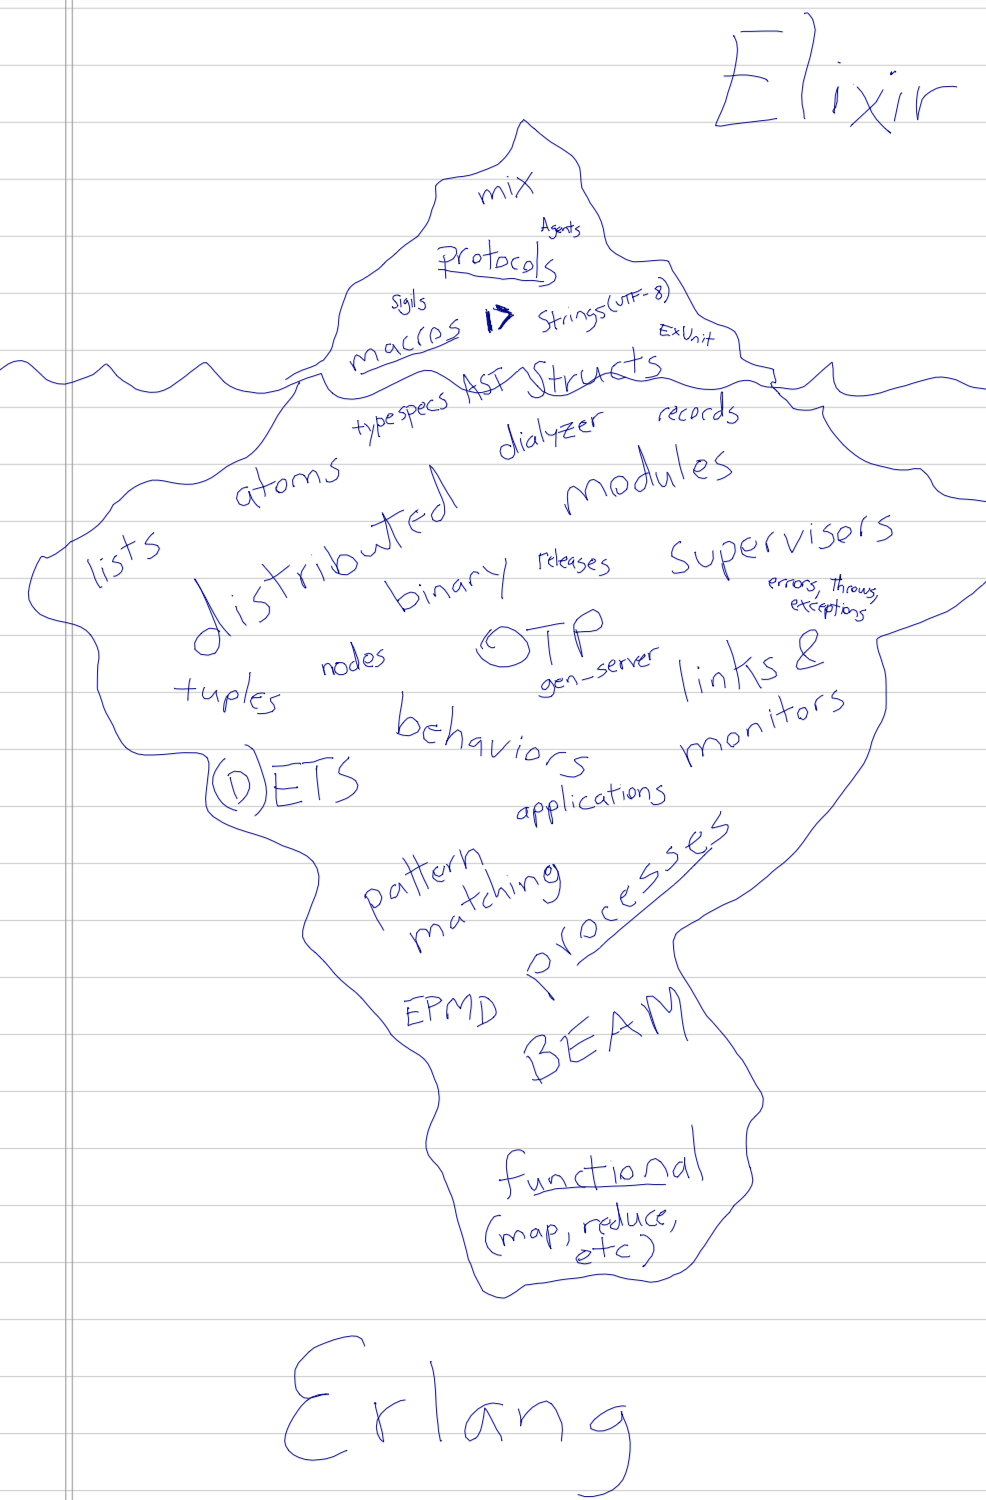 Elixir
mix
Agents
protocols
Sigils
macros |> Strings(UTF-8)
ExUnit
AST Structs
typespecs dialyzer records
atoms modules
lists distributed
binary releases supervisors
errors, throws,
exceptions
OTP
nodes gen_server links &
tuples behaviors monitors
(D)ETS
applications
pattern
matching processes
EPMD
BEAM
functional
(map, reduce,
etc)
Erlang